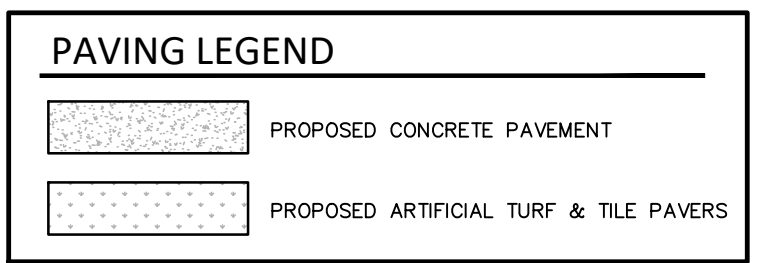 PAVING LEGEND
PROPOSED CONCRETE PAVEMENT
PROPOSED ARTIFICIAL TURF & TILE PAVERS